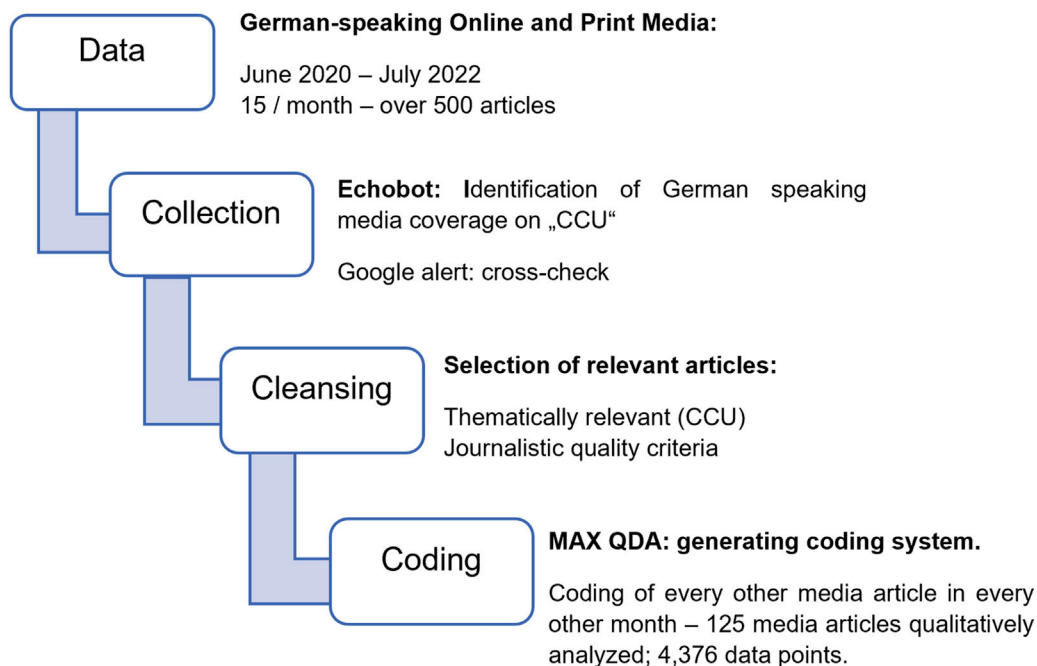 Data
German-speaking Online and Print Media:
June 2020 – July 2022
15 / month – over 500 articles
Collection
Echobot: Identification of German speaking
media coverage on „CCU“
Google alert: cross-check
Cleansing
Selection of relevant articles:
Thematically relevant (CCU)
Journalistic quality criteria
Coding
MAX QDA: generating coding system.
Coding of every other media article in every
other month – 125 media articles qualitatively
analyzed; 4,376 data points.